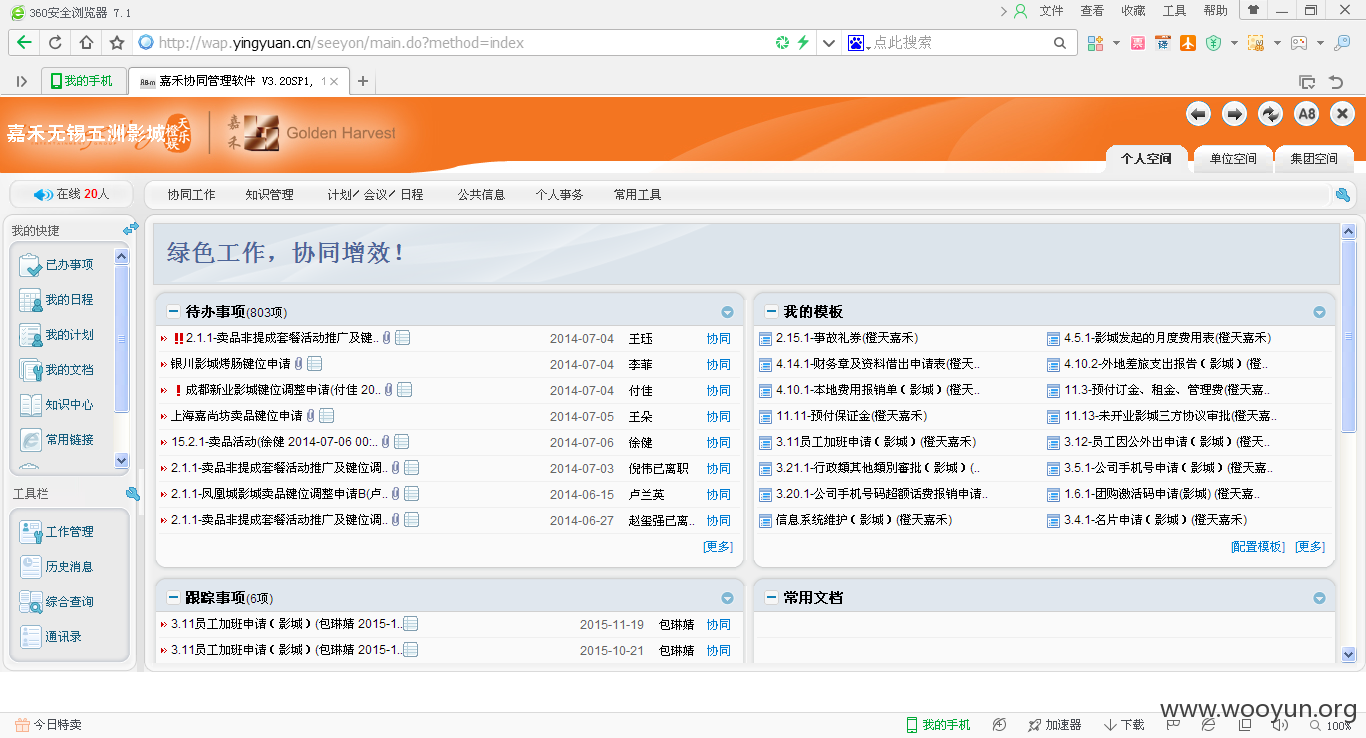 360安全浏览器 7.1 文件 查看 收藏 工具 帮助
http://wap.yingyuan.cn/seeyon/main.do?method=index 点此搜索
我的手机 A8-m 嘉禾协同管理软件 V3.20SP1, 1
嘉禾无锡五洲影城 橙天娱乐 嘉禾 Golden Harvest A8
个人空间 单位空间 集团空间
在线 20人 协同工作 知识管理 计划/会议/日程 公共信息 个人事务 常用工具
我的快捷
已办事项
我的日程
我的计划
我的文档
知识中心
常用链接
工具栏
工作管理
历史消息
综合查询
通讯录
绿色工作，协同增效！
待办事项(803项)
2.1.1-卖品非提成套餐活动推广及键.. 2014-07-04 王珏 协同
银川影城烤肠键位申请 2014-07-04 李菲 协同
成都新业影城键位调整申请(付佳 20.. 2014-07-04 付佳 协同
上海嘉尚坊卖品键位申请 2014-07-05 王朵 协同
15.2.1-卖品活动(徐健 2014-07-06 00:.. 2014-07-06 徐健 协同
2.1.1-卖品非提成套餐活动推广及键位调.. 2014-07-03 倪伟已离职 协同
2.1.1-凤凰城影城卖品键位调整申请B(卢.. 2014-06-15 卢兰英 协同
2.1.1-卖品非提成套餐活动推广及键位调.. 2014-06-27 赵玺强已离.. 协同
[更多]
我的模板
2.15.1-事故礼券(橙天嘉禾) 4.5.1-影城发起的月度费用表(橙天嘉禾)
4.14.1-财务章及资料借出申请表(橙天.. 4.10.2-外地差旅支出报告（影城）(橙..
4.10.1-本地费用报销单（影城）(橙天.. 11.3-预付订金、租金、管理费(橙天嘉..
11.11-预付保证金(橙天嘉禾) 11.13-未开业影城三方协议审批(橙天嘉..
3.11员工加班申请（影城）(橙天嘉禾) 3.12-员工因公外出申请（影城）(橙天..
3.21.1-行政類其他類別審批（影城）(.. 3.5.1-公司手机号申请（影城）(橙天嘉..
3.20.1-公司手机号码超额话费报销申请.. 1.6.1-团购激活码申请(影城) (橙天嘉..
信息系统维护（影城）(橙天嘉禾) 3.4.1-名片申请（影城）(橙天嘉禾)
[配置模板] [更多]
跟踪事项(6项)
3.11员工加班申请（影城）(包琳婧 2015-1.. 2015-11-19 包琳婧 协同
3.11员工加班申请（影城）(包琳婧 2015-1.. 2015-10-21 包琳婧 协同
常用文档
www.wooyun.org
今日特卖 我的手机 加速器 下载 100%